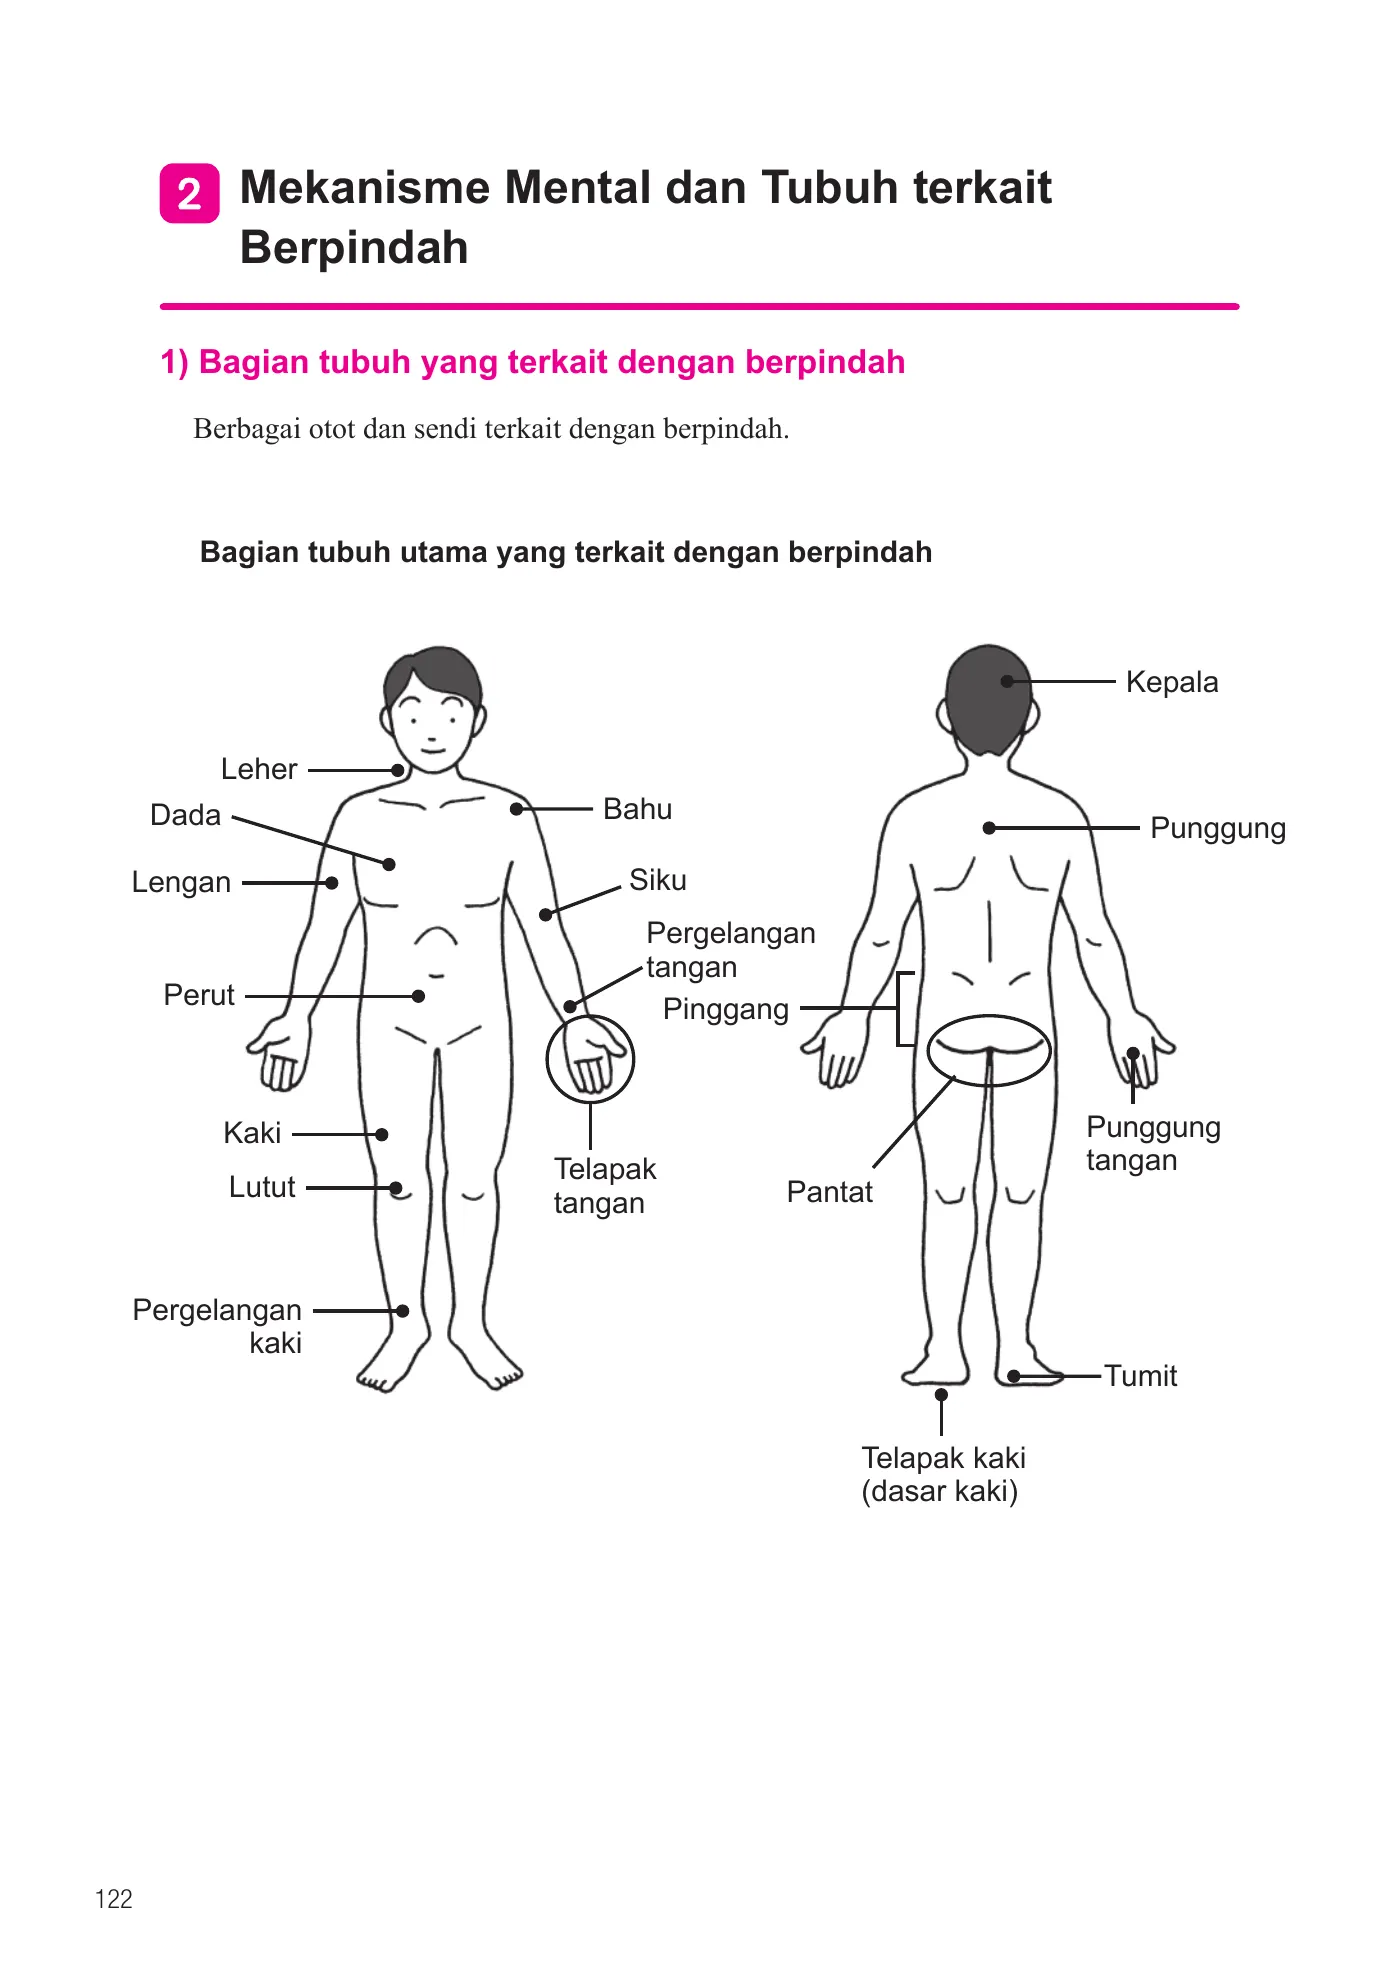 2 Mekanisme Mental dan Tubuh terkait
Berpindah
1) Bagian tubuh yang terkait dengan berpindah
Berbagai otot dan sendi terkait dengan berpindah.
Bagian tubuh utama yang terkait dengan berpindah
Leher
Dada
Lengan
Perut
Kaki
Lutut
Pergelangan
kaki
Bahu
Siku
Pergelangan
tangan
Telapak
tangan
Kepala
Punggung
Pinggang
Pantat
Punggung
tangan
Tumit
Telapak kaki
(dasar kaki)
122